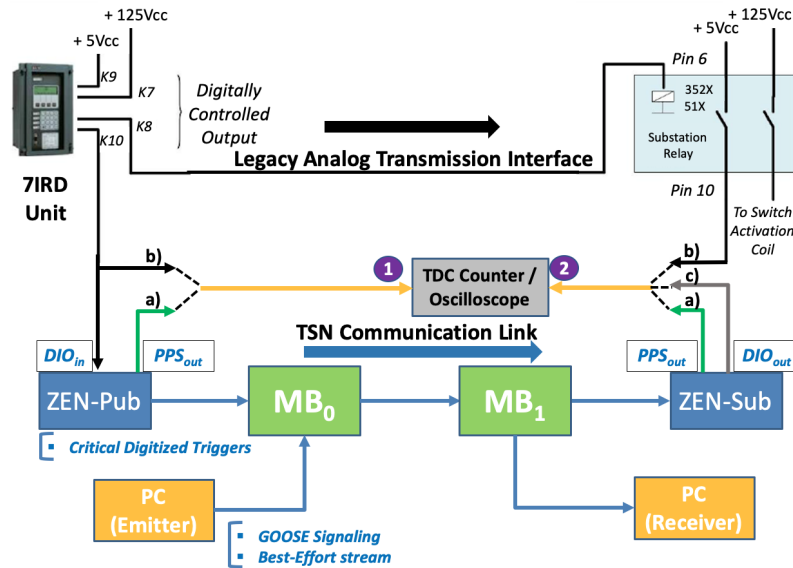 + 125Vcc
+ 5Vcc
K9
K7
K8
K10
Digitally
Controlled
Output
7IRD
Unit
Legacy Analog Transmission Interface
+ 125Vcc
+ 5Vcc
Pin 6
352X
51X
Substation
Relay
Pin 10
To Switch
Activation
Coil
b)
a)
1
TDC Counter /
Oscilloscope
2
b)
c)
a)
TSN Communication Link
DIOin
PPSout
PPSout
DIOout
ZEN-Pub
MB0
MB1
ZEN-Sub
▪ Critical Digitized Triggers
PC
(Emitter)
▪ GOOSE Signaling
▪ Best-Effort stream
PC
(Receiver)